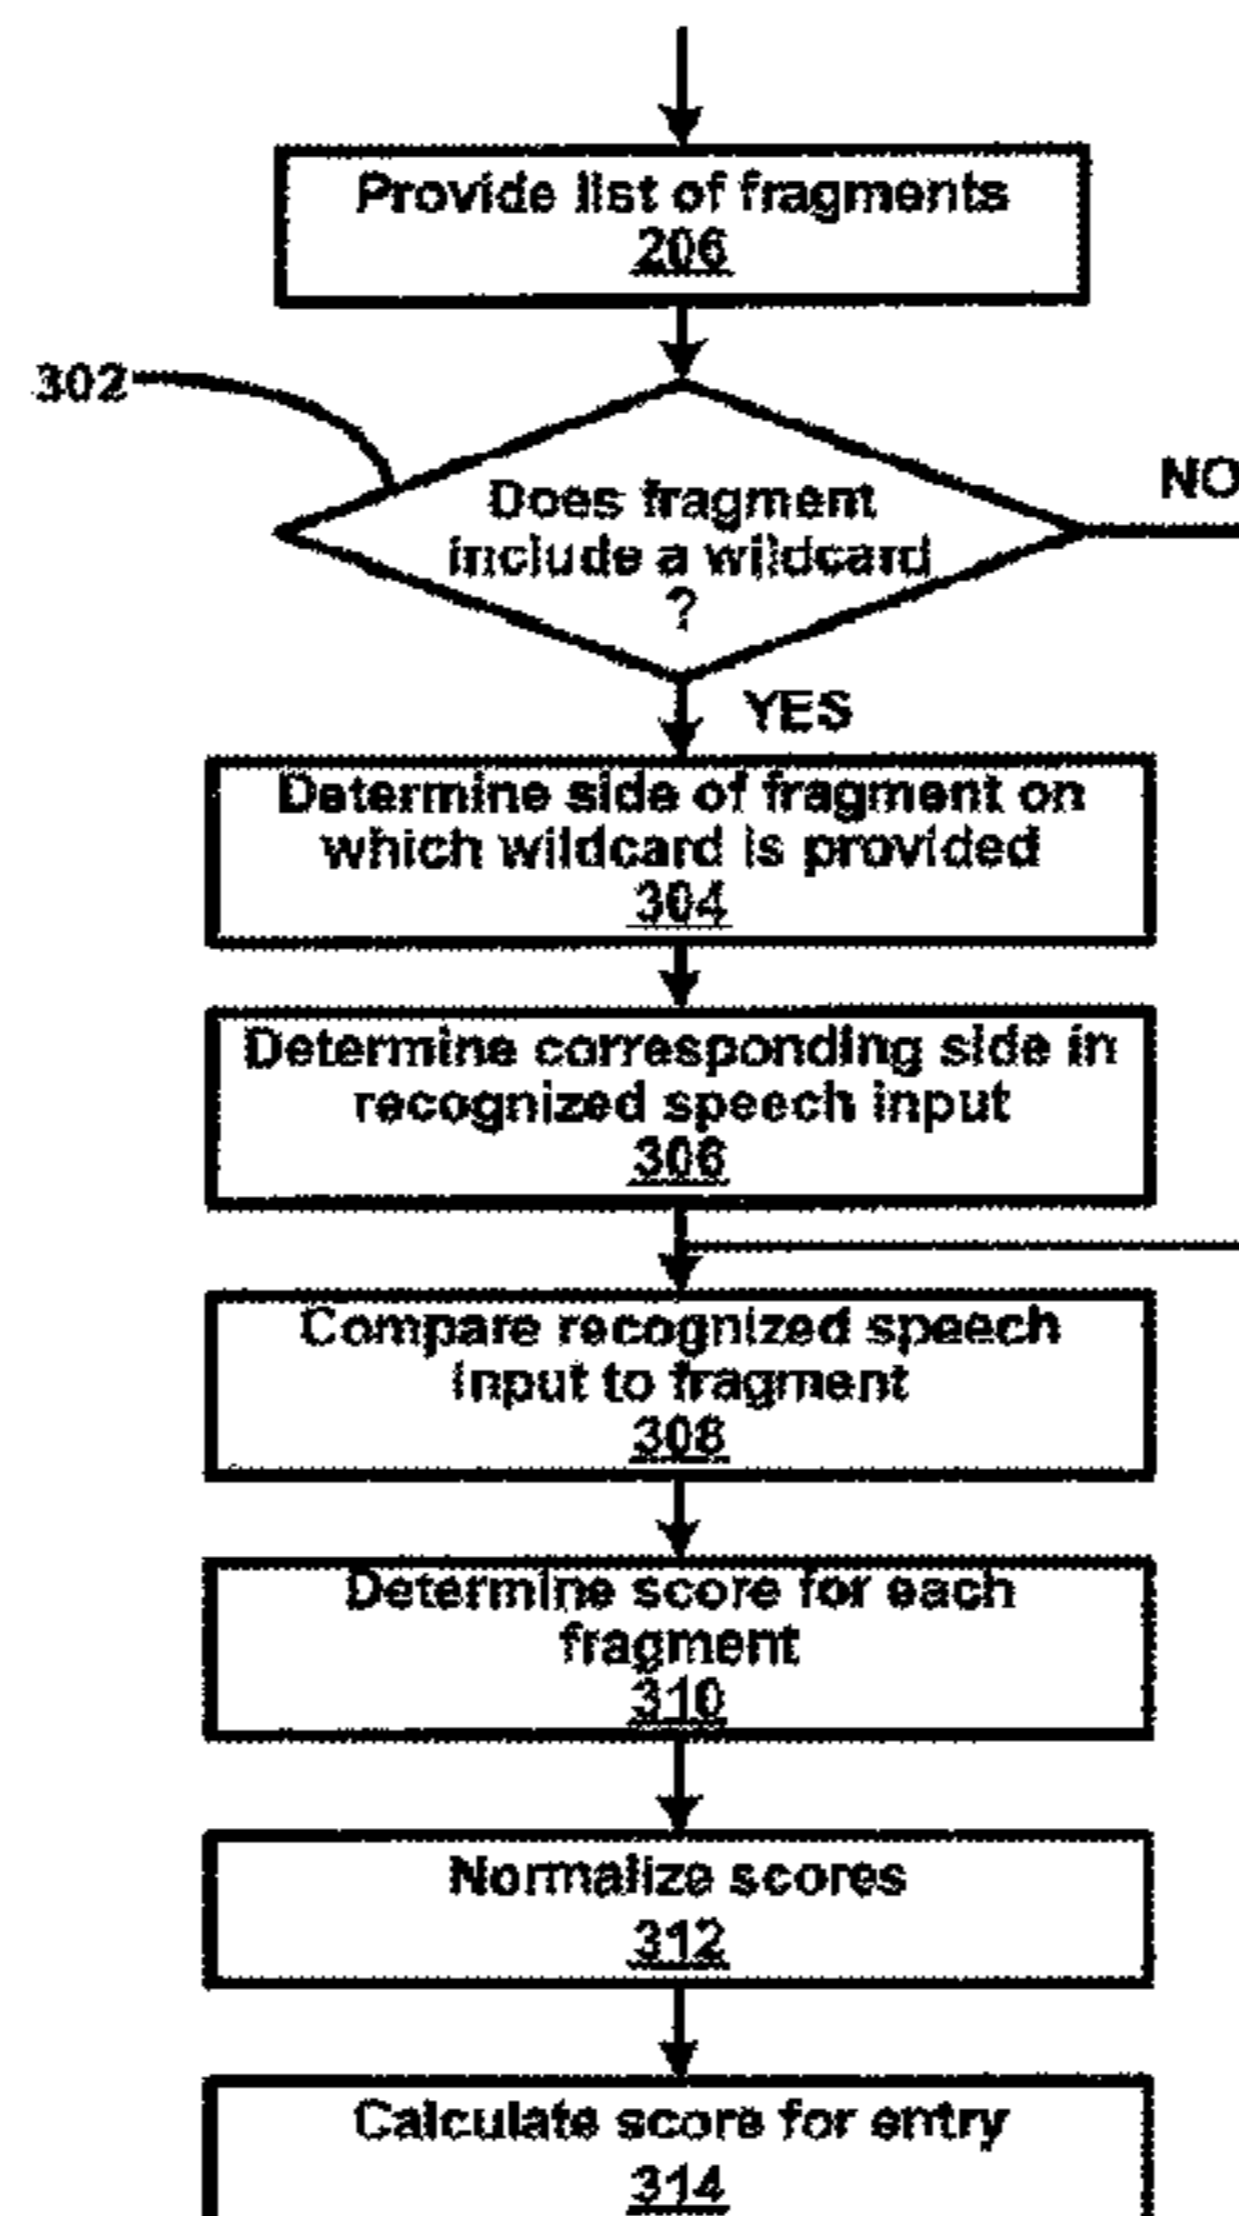 Provide list of fragments
206
302
NO
Does fragment
include a wildcard
?
YES
Determine side of fragment on
which wildcard is provided
304
Determine corresponding side in
recognized speech input
306
Compare recognized speech
input to fragment
308
Determine score for each
fragment
310
Normalize scores
312
Calculate score for entry
314